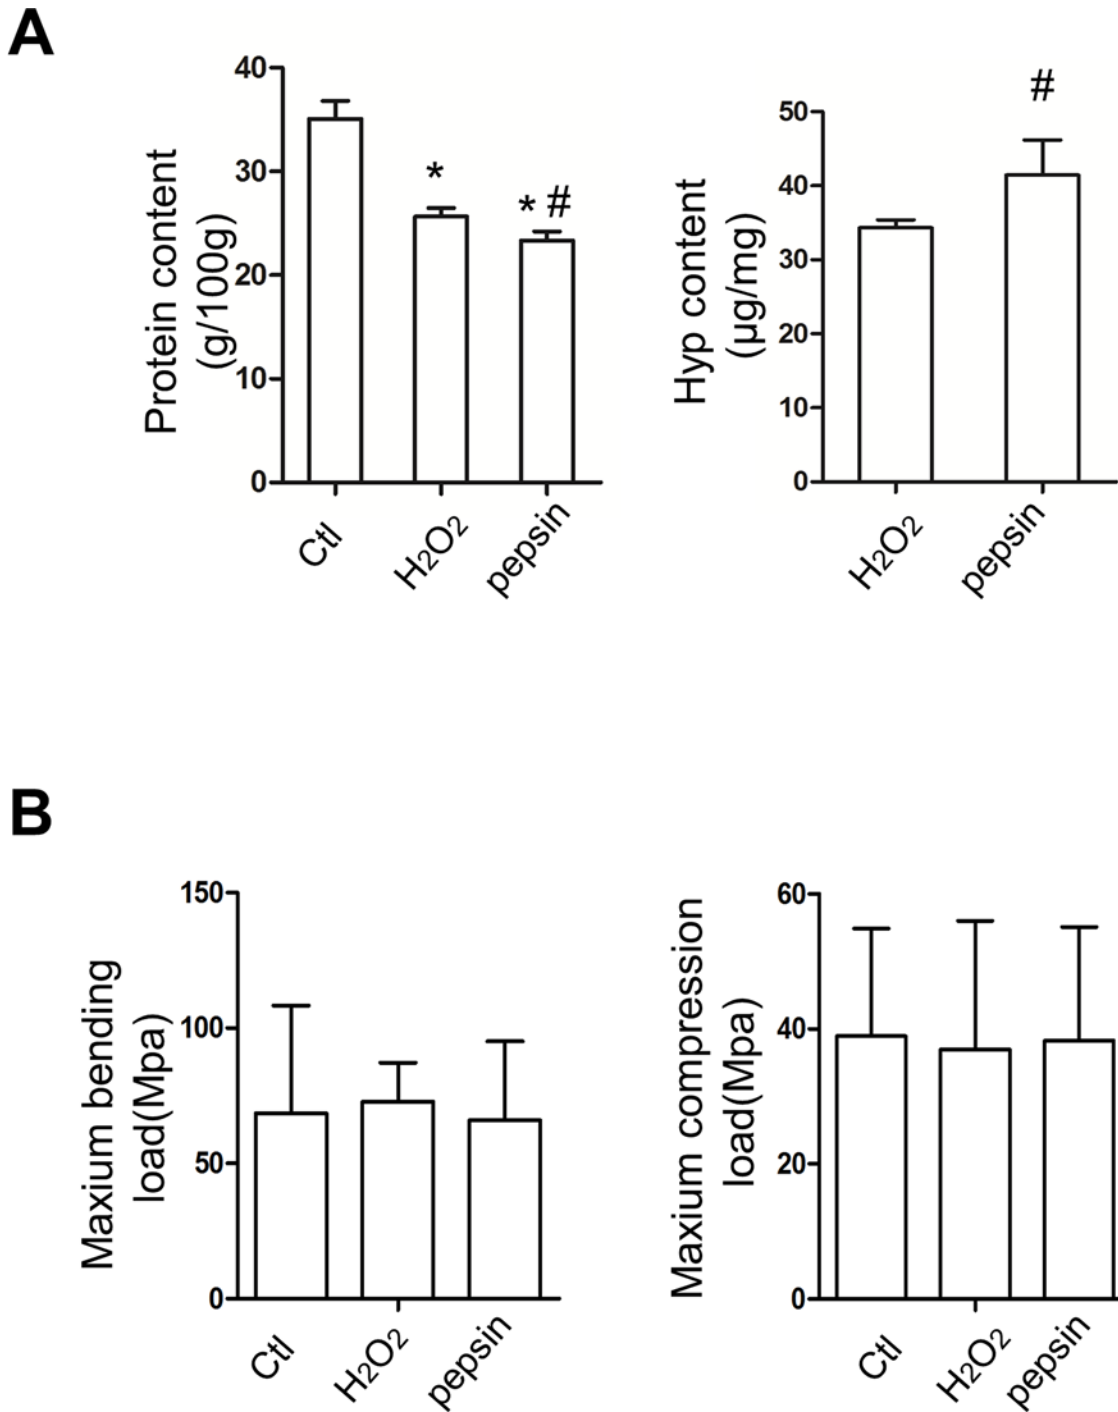 A
Protein content
(g/100g)
40
30
20
10
0
*
* #
Ctl
H2O2
pepsin
Hyp content
(µg/mg)
50
40
30
20
10
0
#
H2O2
pepsin
B
Maxium bending
load(Mpa)
150
100
50
0
Ctl
H2O2
pepsin
Maxium compression
load(Mpa)
60
40
20
0
Ctl
H2O2
pepsin